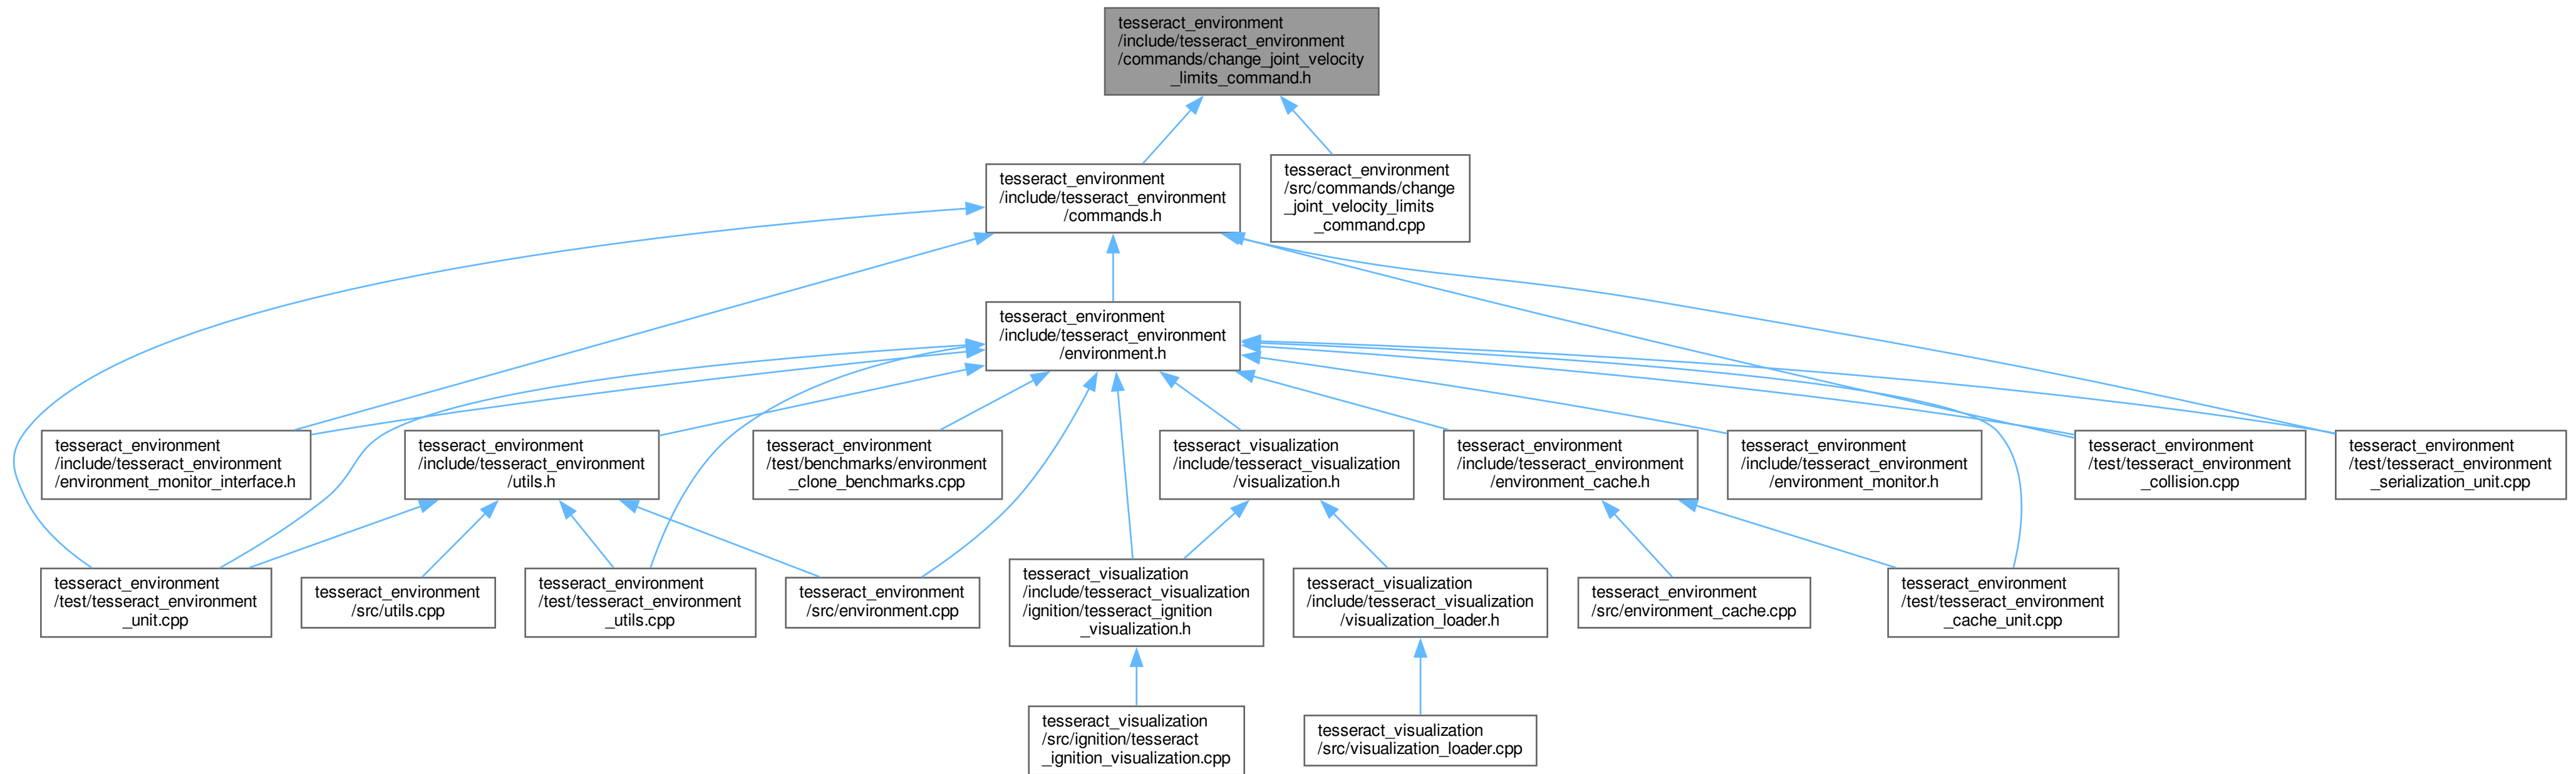 tesseract_environment
/include/tesseract_environment
/commands/change_joint_velocity
_limits_command.h
tesseract_environment
/include/tesseract_environment
/commands.h
tesseract_environment
/src/commands/change
_joint_velocity_limits
_command.cpp
tesseract_environment
/include/tesseract_environment
/environment.h
tesseract_environment
/include/tesseract_environment
/environment_monitor_interface.h
tesseract_environment
/include/tesseract_environment
/utils.h
tesseract_environment
/test/benchmarks/environment
_clone_benchmarks.cpp
tesseract_visualization
/include/tesseract_visualization
/visualization.h
tesseract_environment
/include/tesseract_environment
/environment_cache.h
tesseract_environment
/include/tesseract_environment
/environment_monitor.h
tesseract_environment
/test/tesseract_environment
_collision.cpp
tesseract_environment
/test/tesseract_environment
_serialization_unit.cpp
tesseract_environment
/test/tesseract_environment
_unit.cpp
tesseract_environment
/src/utils.cpp
tesseract_environment
/test/tesseract_environment
_utils.cpp
tesseract_environment
/src/environment.cpp
tesseract_visualization
/include/tesseract_visualization
/ignition/tesseract_ignition
_visualization.h
tesseract_visualization
/include/tesseract_visualization
/visualization_loader.h
tesseract_environment
/src/environment_cache.cpp
tesseract_environment
/test/tesseract_environment
_cache_unit.cpp
tesseract_visualization
/src/ignition/tesseract
_ignition_visualization.cpp
tesseract_visualization
/src/visualization_loader.cpp